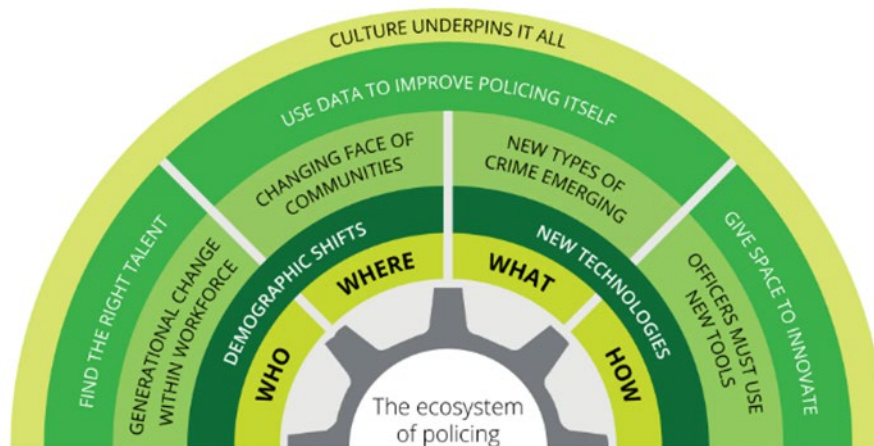 CULTURE UNDERPINS IT ALL
USE DATA TO IMPROVE POLICING ITSELF
FIND THE RIGHT TALENT
GIVE SPACE TO INNOVATE
GENERATIONAL CHANGE
WITHIN WORKFORCE
CHANGING FACE OF
COMMUNITIES
NEW TYPES OF
CRIME EMERGING
OFFICERS MUST USE
NEW TOOLS
DEMOGRAPHIC SHIFTS
NEW TECHNOLOGIES
WHO
WHERE
WHAT
HOW
The ecosystem
of policing